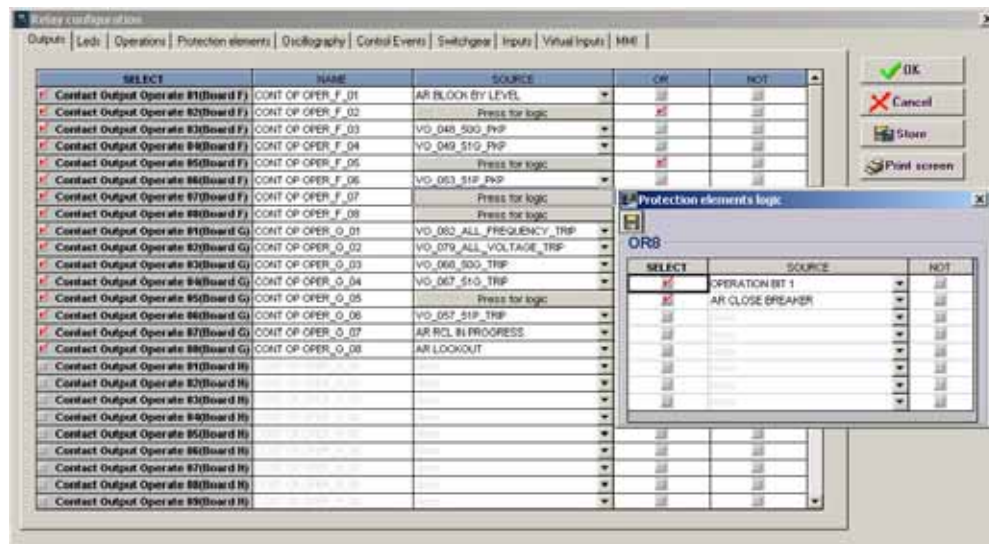 Relay configuration
Outputs Leds Operations Protection elements Oscillography Control Events Switchgear Inputs Virtual Inputs MMI
SELECT NAME SOURCE OR NOT
Contact Output Operate 01(Board F) CONT OP OPER_F_01 AR BLOCK BY LEVEL
Contact Output Operate 02(Board F) CONT OP OPER_F_02 Press for logic
Contact Output Operate 03(Board F) CONT OP OPER_F_03 VO_048_50G_PKP
Contact Output Operate 04(Board F) CONT OP OPER_F_04 VO_049_51G_PKP
Contact Output Operate 05(Board F) CONT OP OPER_F_05 Press for logic
Contact Output Operate 06(Board F) CONT OP OPER_F_06 VO_063_51P_PKP
Contact Output Operate 07(Board F) CONT OP OPER_F_07 Press for logic
Contact Output Operate 08(Board F) CONT OP OPER_F_08 Press for logic
Contact Output Operate 01(Board G) CONT OP OPER_G_01 VO_082_ALL_FREQUENCY_TRIP
Contact Output Operate 02(Board G) CONT OP OPER_G_02 VO_079_ALL_VOLTAGE_TRIP
Contact Output Operate 03(Board G) CONT OP OPER_G_03 VO_068_50G_TRIP
Contact Output Operate 04(Board G) CONT OP OPER_G_04 VO_067_51G_TRIP
Contact Output Operate 05(Board G) CONT OP OPER_G_05 Press for logic
Contact Output Operate 06(Board G) CONT OP OPER_G_06 VO_057_51P_TRIP
Contact Output Operate 07(Board G) CONT OP OPER_G_07 AR RCL IN PROGRESS
Contact Output Operate 08(Board G) CONT OP OPER_G_08 AR LOCKOUT
Contact Output Operate 01(Board H)
Contact Output Operate 02(Board H)
Contact Output Operate 03(Board H)
Contact Output Operate 04(Board H)
Contact Output Operate 05(Board H)
Contact Output Operate 06(Board H)
Contact Output Operate 07(Board H)
Contact Output Operate 08(Board H)
Contact Output Operate 09(Board H)
OK
Cancel
Store
Print screen
Protection elements logic
OR8
SELECT SOURCE NOT
OPERATION BIT 1
AR CLOSE BREAKER